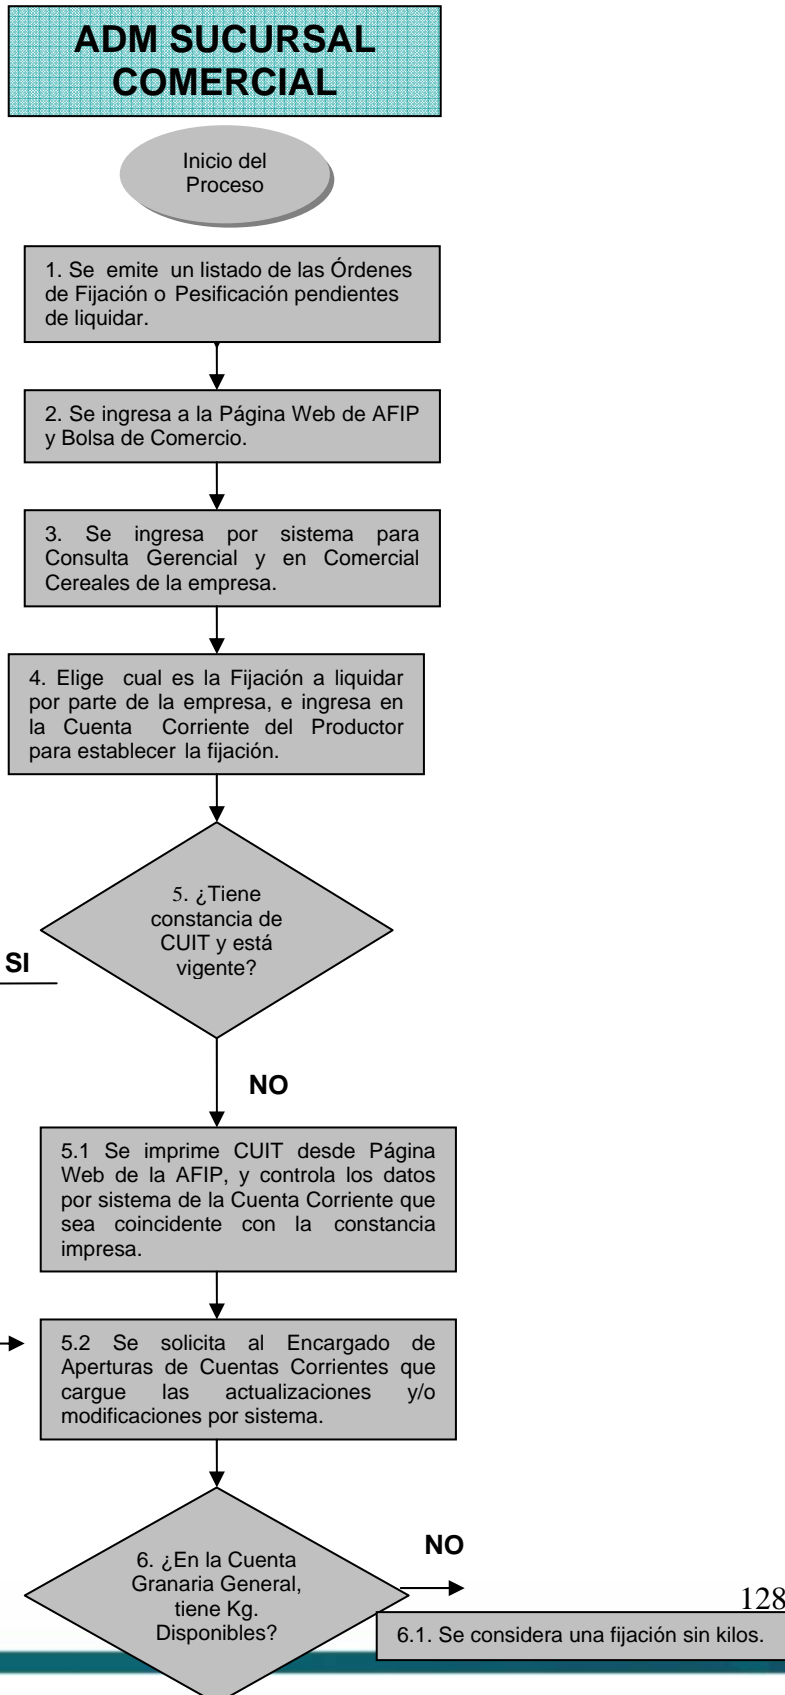 ADM SUCURSAL
COMERCIAL
Inicio del
Proceso
1. Se emite un listado de las Órdenes
de Fijación o Pesificación pendientes
de liquidar.
2. Se ingresa a la Página Web de AFIP
y Bolsa de Comercio.
3. Se ingresa por sistema para
Consulta Gerencial y en Comercial
Cereales de la empresa.
4. Elige cual es la Fijación a liquidar
por parte de la empresa, e ingresa en
la Cuenta Corriente del Productor
para establecer la fijación.
5. ¿Tiene
constancia de
CUIT y está
vigente?
SI
NO
5.1 Se imprime CUIT desde Página
Web de la AFIP, y controla los datos
por sistema de la Cuenta Corriente que
sea coincidente con la constancia
impresa.
5.2 Se solicita al Encargado de
Aperturas de Cuentas Corrientes que
cargue las actualizaciones y/o
modificaciones por sistema.
6. ¿En la Cuenta
Granaria General,
tiene Kg.
Disponibles?
NO
128
6.1. Se considera una fijación sin kilos.